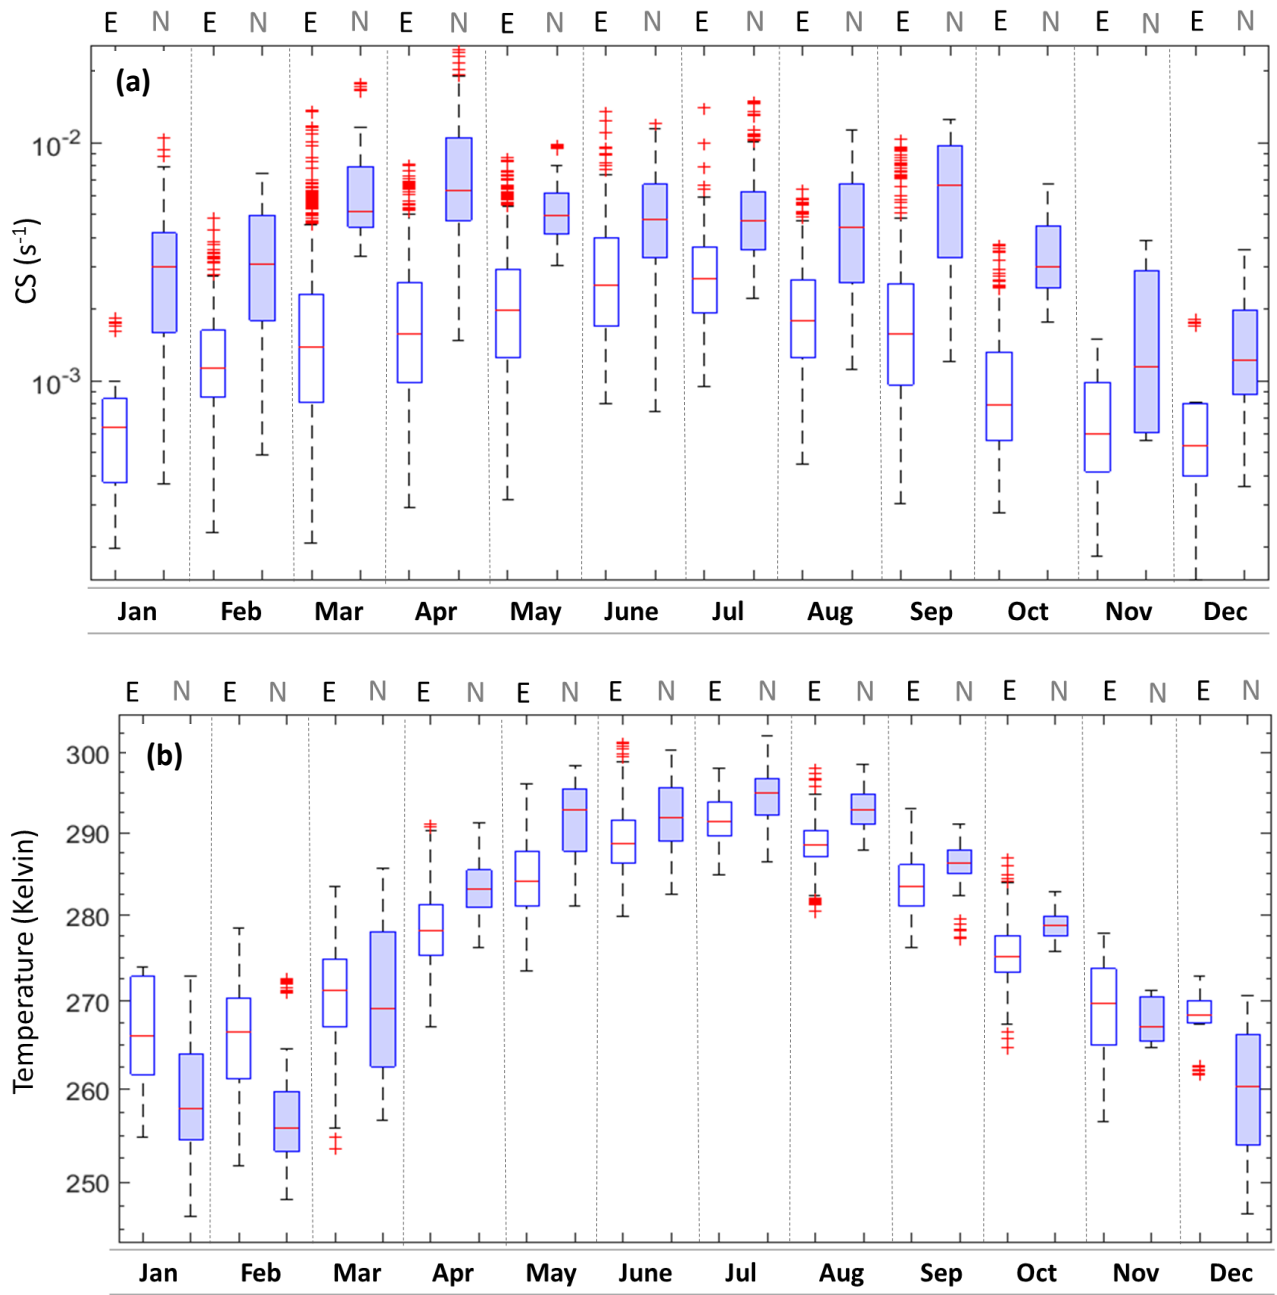 E N E N E N E N E N E N E N E N E N E N E N E N
(a)
10-2
CS (s-1)
10-3
Jan Feb Mar Apr May June Jul Aug Sep Oct Nov Dec
E N E N E N E N E N E N E N E N E N E N E N E N
(b)
300
290
280
Temperature (Kelvin)
270
260
250
Jan Feb Mar Apr May June Jul Aug Sep Oct Nov Dec